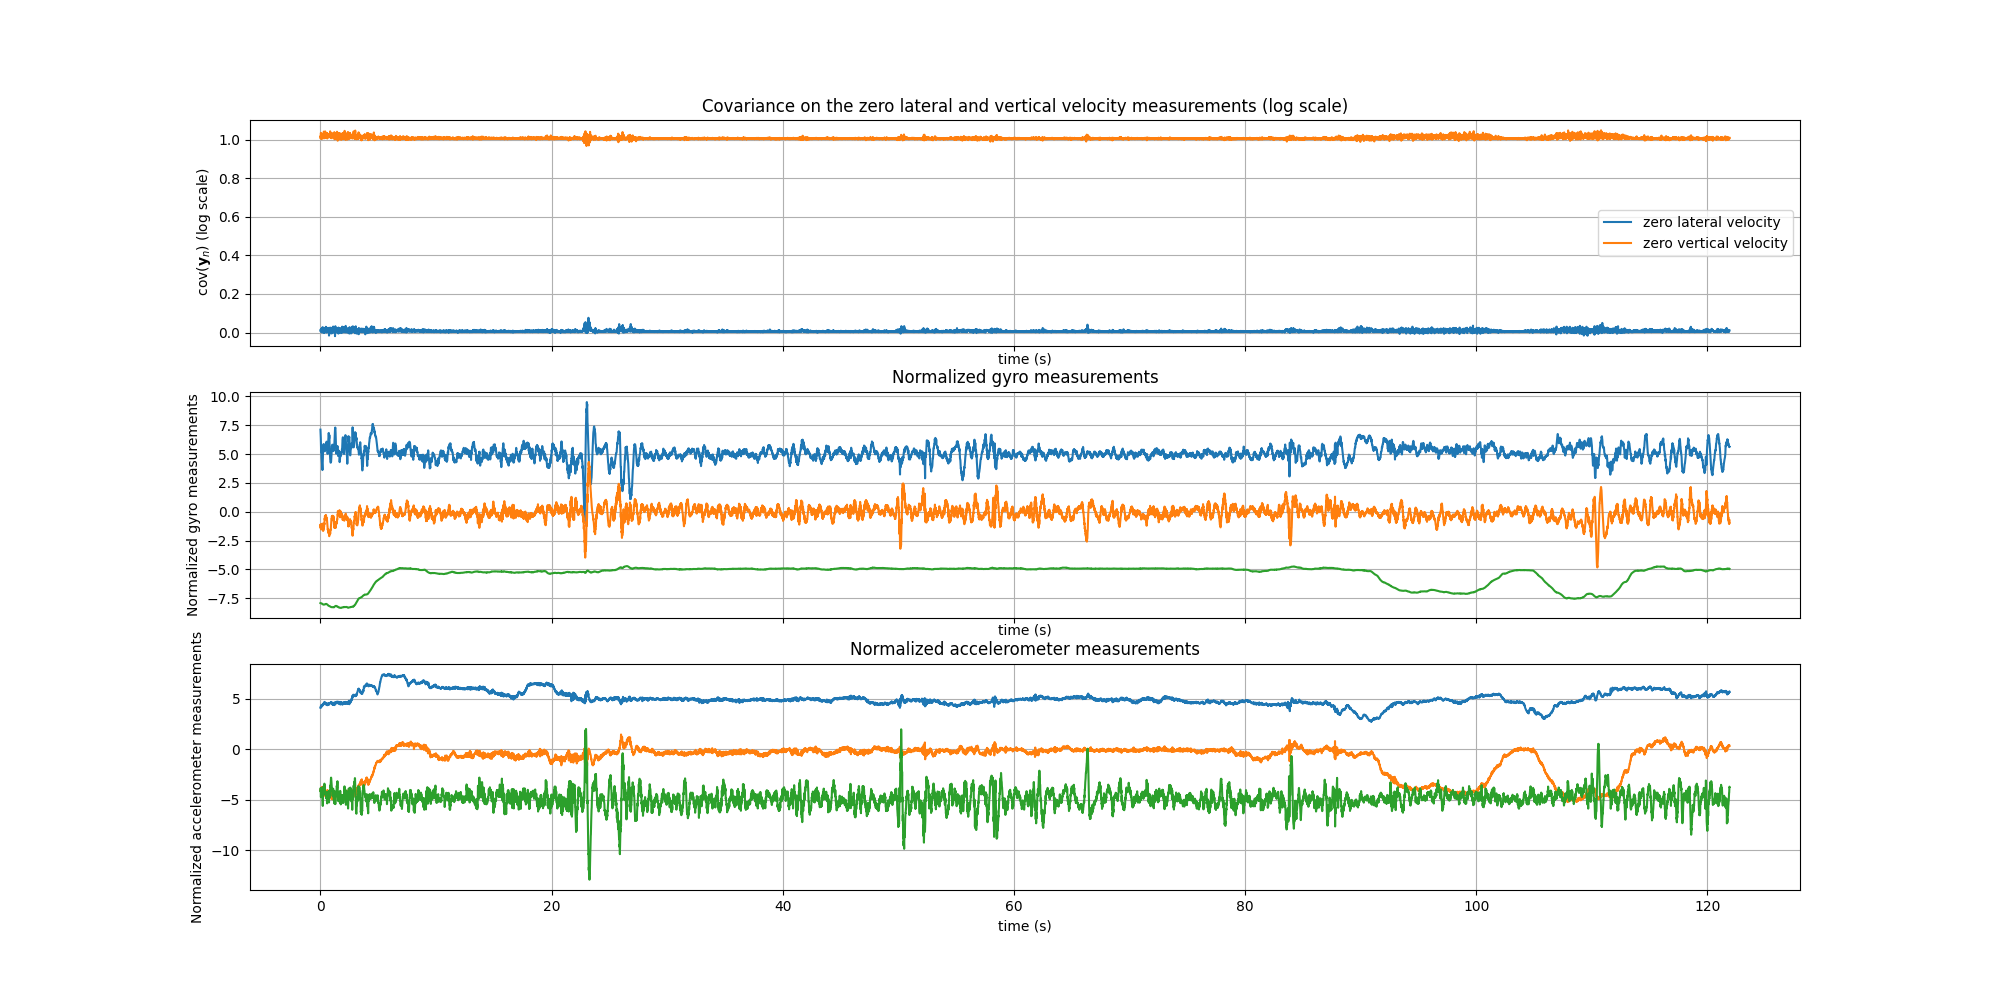 Covariance on the zero lateral and vertical velocity measurements (log scale)
cov(𝐲ₙ) (log scale)
1.0
0.8
0.6
0.4
0.2
0.0
zero lateral velocity
zero vertical velocity
time (s)
Normalized gyro measurements
Normalized gyro measurements
10.0
7.5
5.0
2.5
0.0
−2.5
−5.0
−7.5
time (s)
Normalized accelerometer measurements
Normalized accelerometer measurements
5
0
−5
−10
0 20 40 60 80 100 120
time (s)